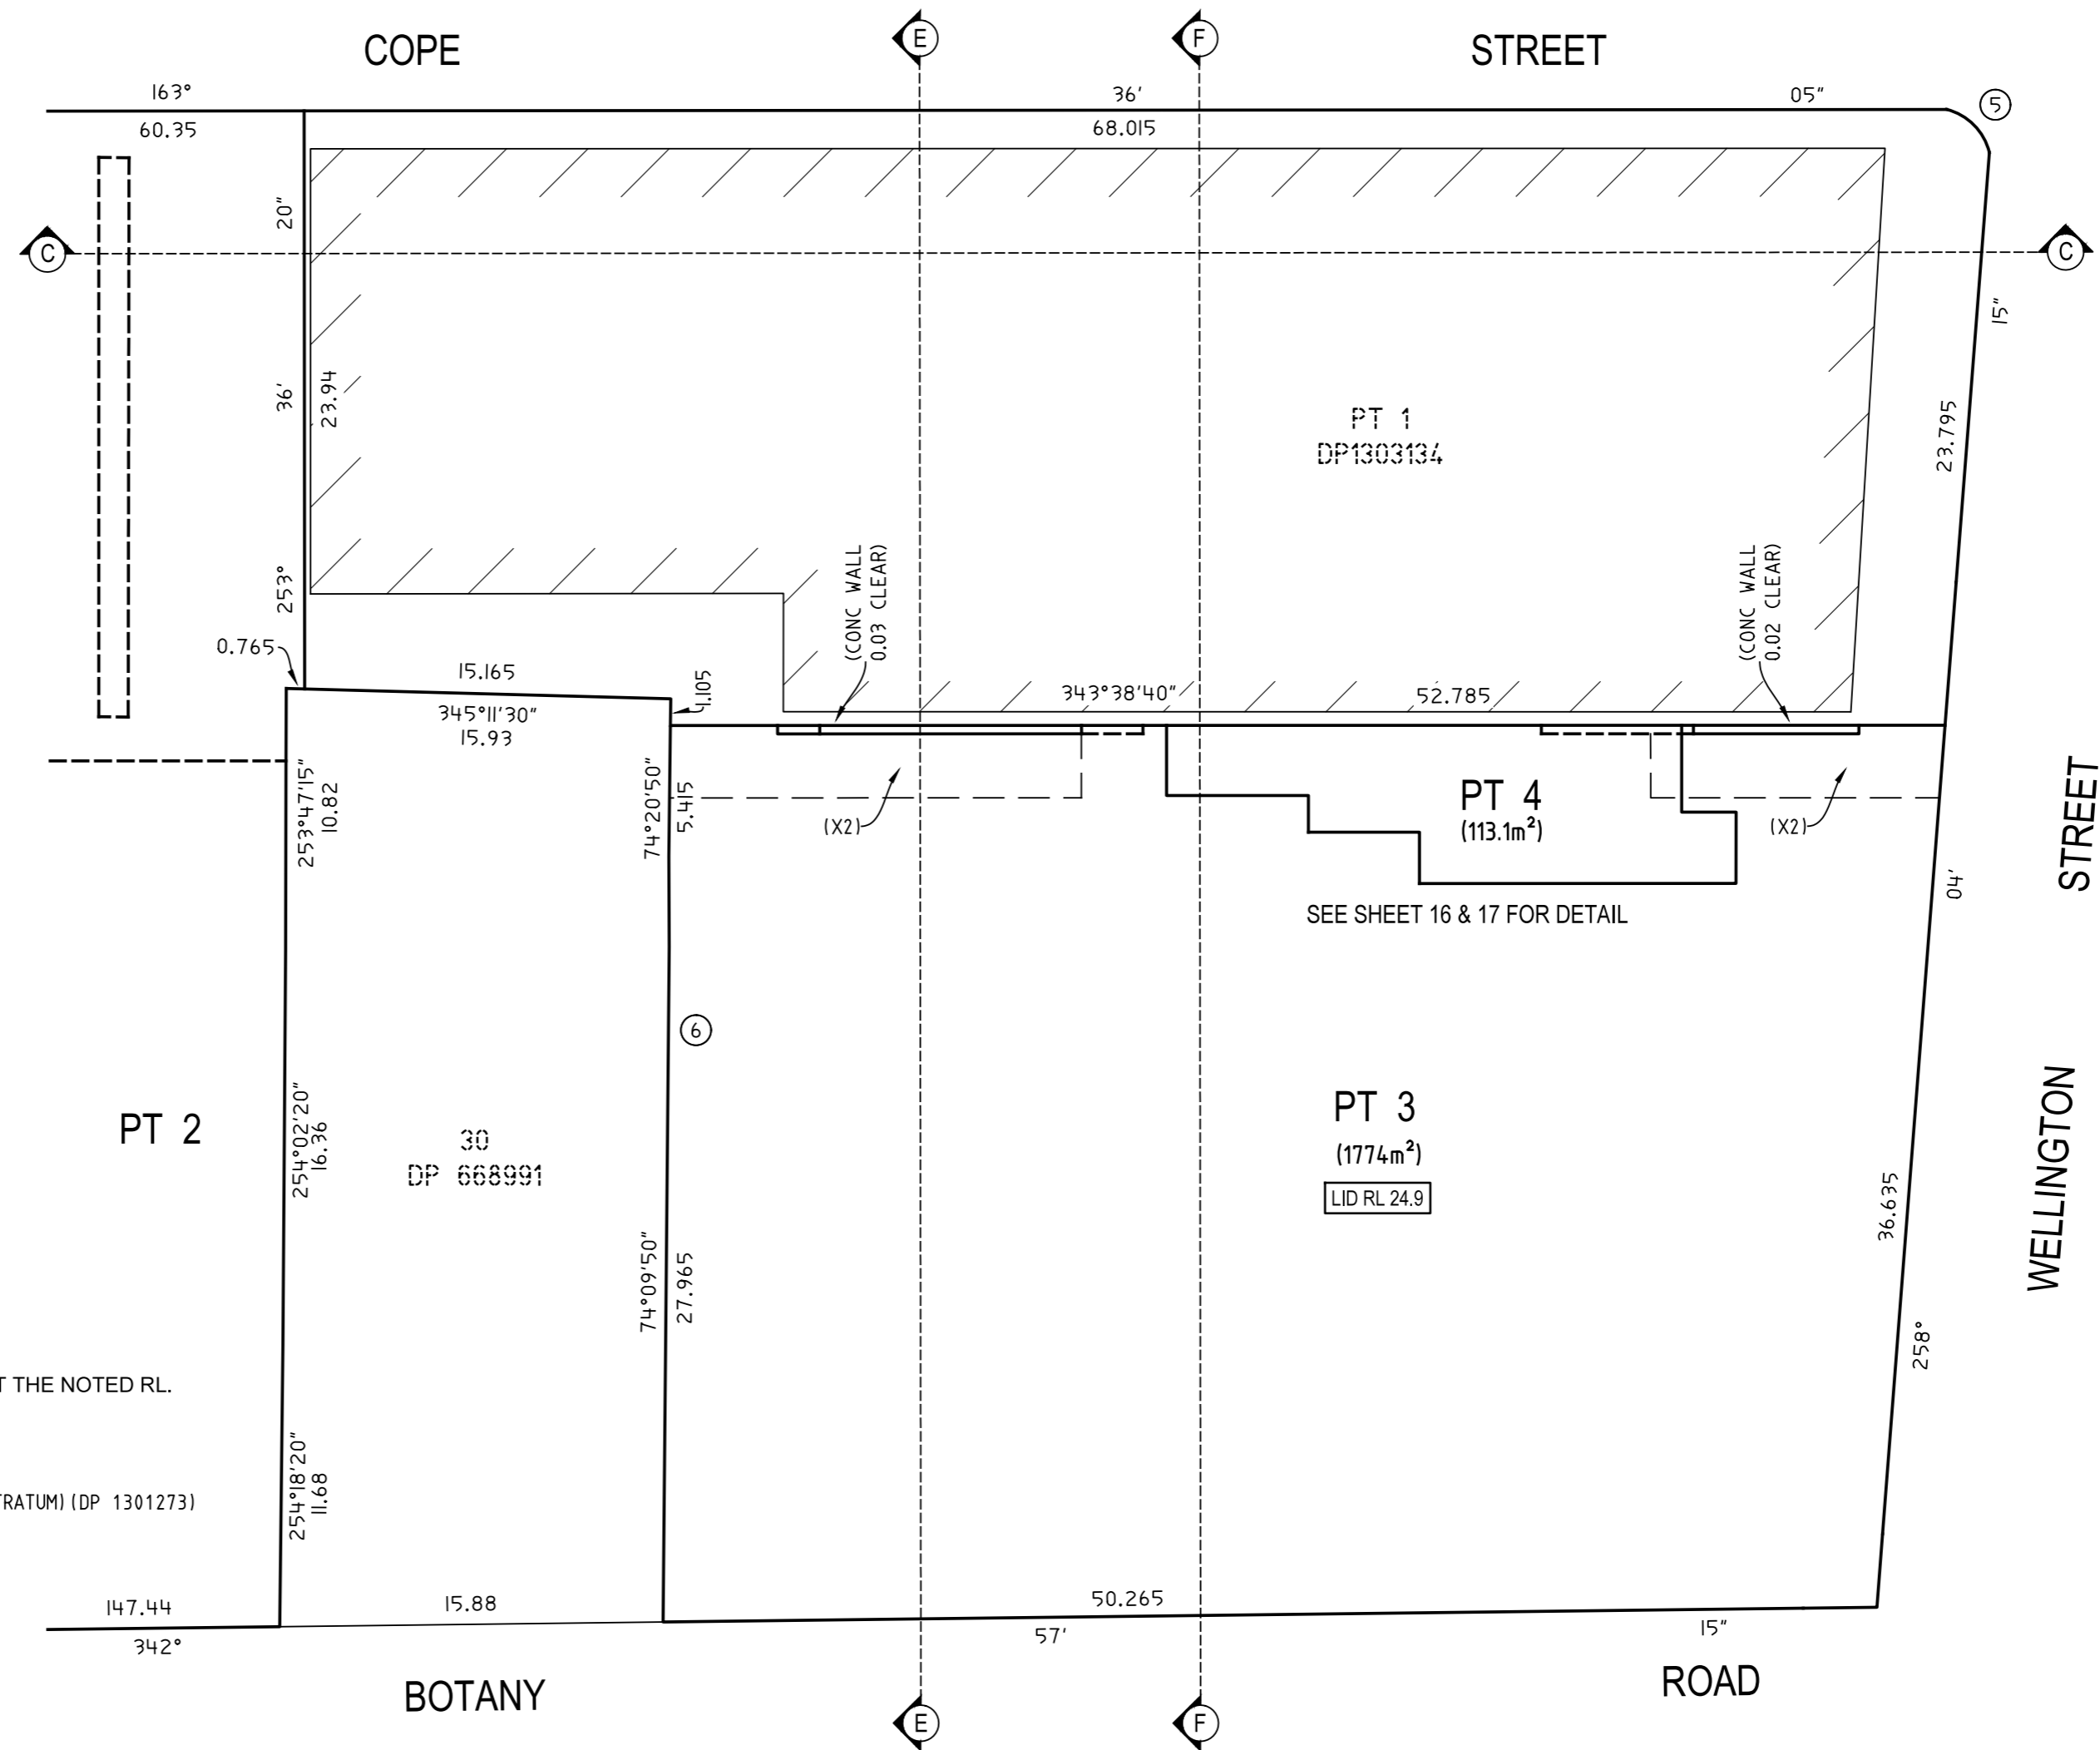 COPE
E
F
STREET
163°
36'
05"
5
60.35
68.015
20"
C
C
15"
36'
23.94
23.795
PT 1
DP1303134
253°
(CONC WALL
0.03 CLEAR)
(CONC WALL
0.02 CLEAR)
0.765
15.165
1.105
343°38'40"
52.785
345°11'30"
15.93
253°47'15"
10.82
74°20'50"
5.415
(X2)
PT 4
(113.1m²)
(X2)
STREET
04'
SEE SHEET 16 & 17 FOR DETAIL
6
PT 2
254°02'20"
16.36
30
DP 668991
PT 3
(1774m²)
LID RL 24.9
WELLINGTON
36.635
74°09'50"
27.965
258°
T THE NOTED RL.
254°18'20"
11.68
RATUM) (DP 1301273)
147.44
15.88
50.265
342°
57'
15"
BOTANY
ROAD
E
F